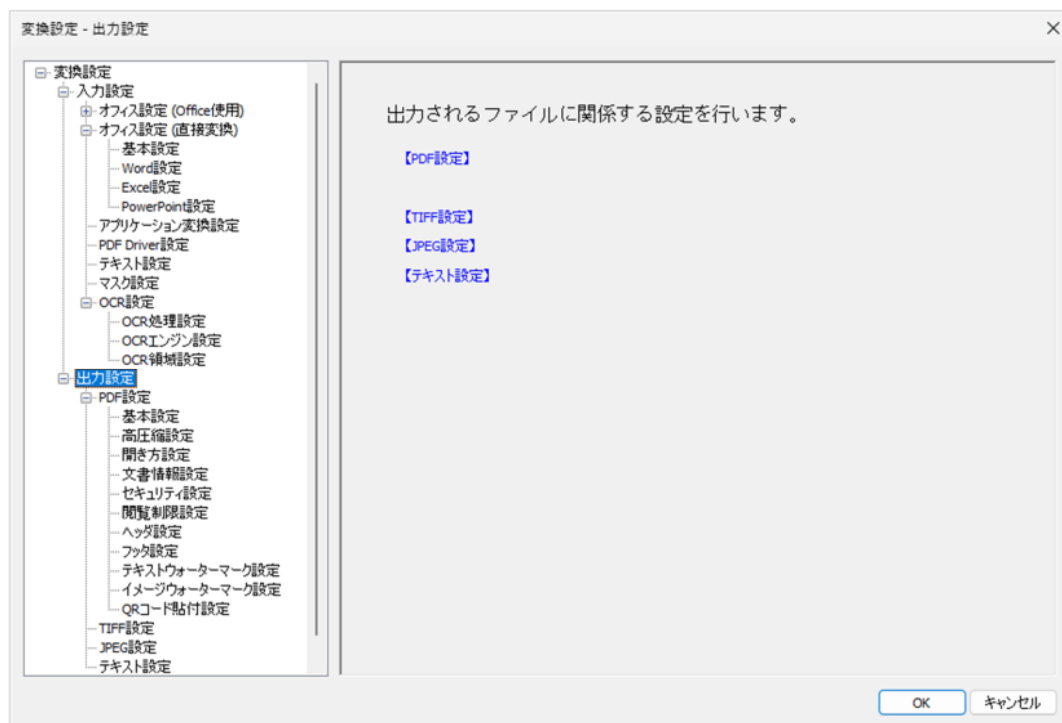 変換設定 - 出力設定
変換設定
入力設定
オフィス設定 (Office使用)
オフィス設定 (直接変換)
基本設定
Word設定
Excel設定
PowerPoint設定
アプリケーション変換設定
PDF Driver設定
テキスト設定
マスク設定
OCR設定
OCR処理設定
OCRエンジン設定
OCR領域設定
出力設定
PDF設定
基本設定
高圧縮設定
開き方設定
文書情報設定
セキュリティ設定
閲覧制限設定
ヘッダ設定
フッタ設定
テキストウォーターマーク設定
イメージウォーターマーク設定
QRコード貼付設定
TIFF設定
JPEG設定
テキスト設定
出力されるファイルに関係する設定を行います。
【PDF設定】
【TIFF設定】
【JPEG設定】
【テキスト設定】
OK
キャンセル